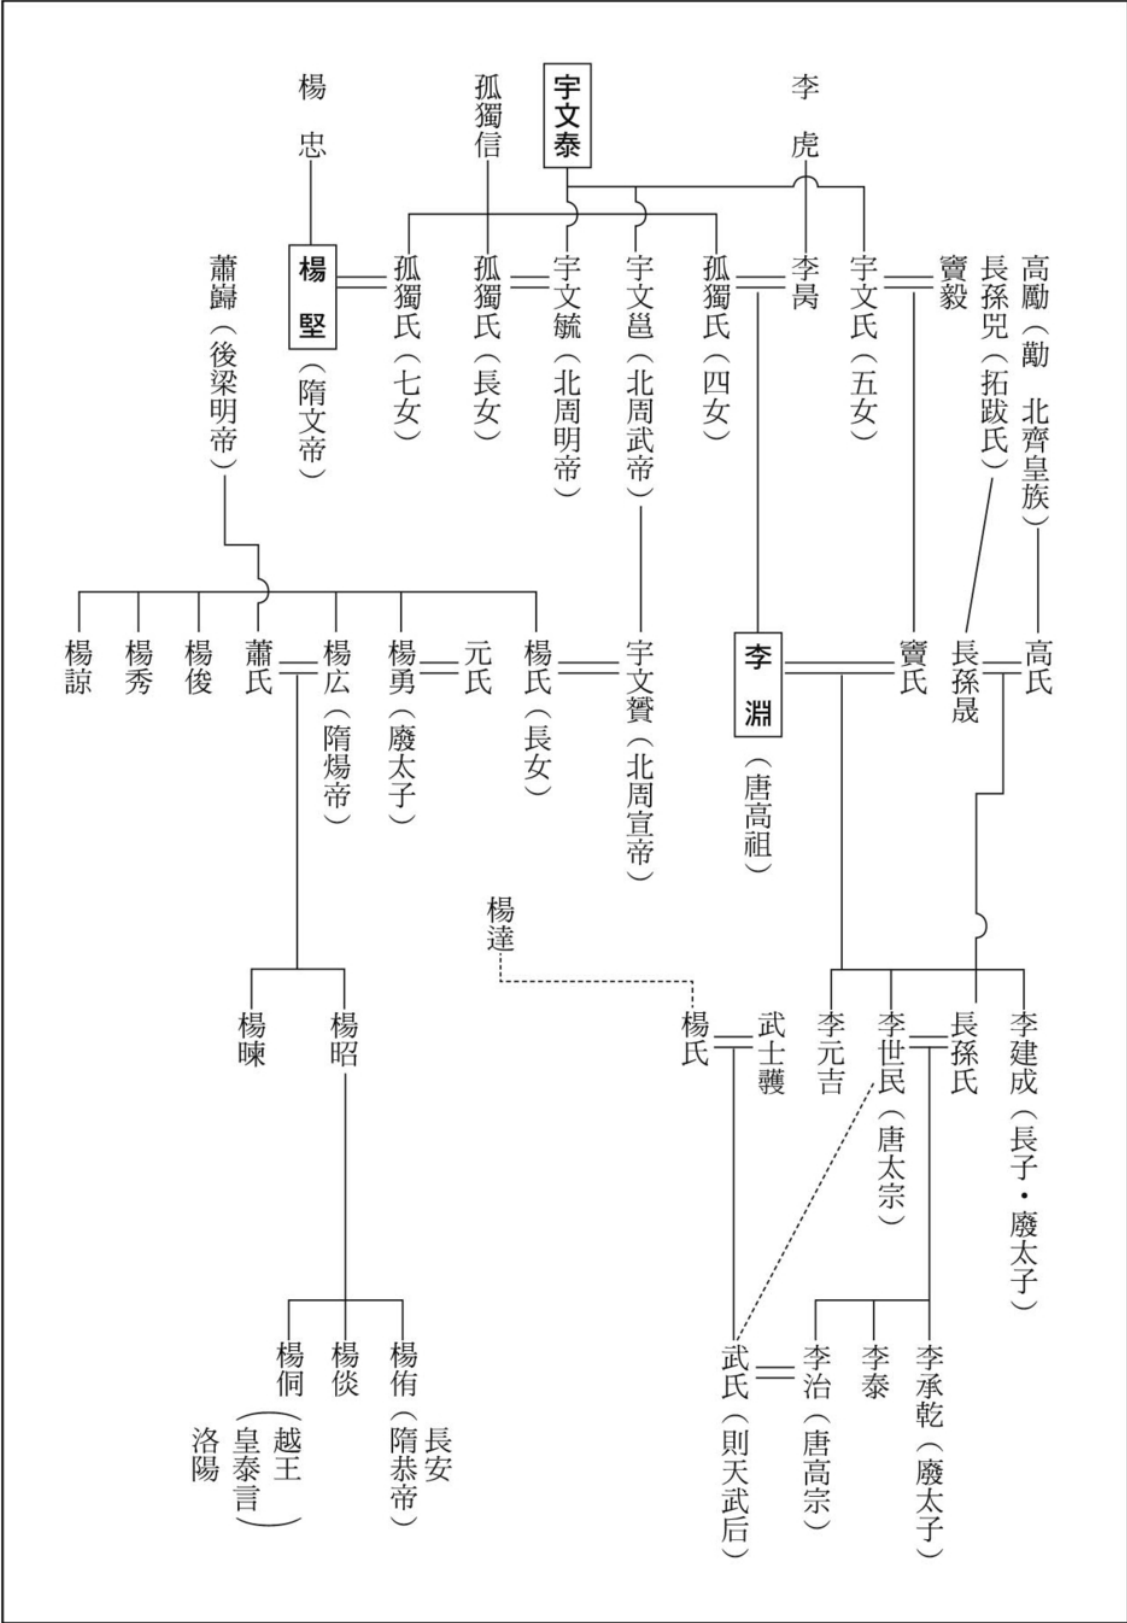 高勵（勱　北齊皇族）
長孫兕（拓跋氏）
竇毅
宇文氏（五女）
李虎
李昺
孤獨氏（四女）
宇文泰
宇文邕（北周武帝）
宇文毓（北周明帝）
孤獨信
孤獨氏（長女）
孤獨氏（七女）
楊忠
楊堅
（隋文帝）
蕭巋（後梁明帝）
高氏
長孫晟
竇氏
李淵
（唐高祖）
宇文贇（北周宣帝）
楊氏（長女）
元氏
楊勇（廢太子）
楊広（隋煬帝）
蕭氏
楊俊
楊秀
楊諒
李建成（長子・廢太子）
長孫氏
李世民（唐太宗）
李元吉
武士彠
楊氏
楊達
楊昭
楊暕
李承乾（廢太子）
李泰
李治（唐高宗）
武氏（則天武后）
長安
楊侑（隋恭帝）
楊倓
楊侗
（越王
皇泰言）
洛陽